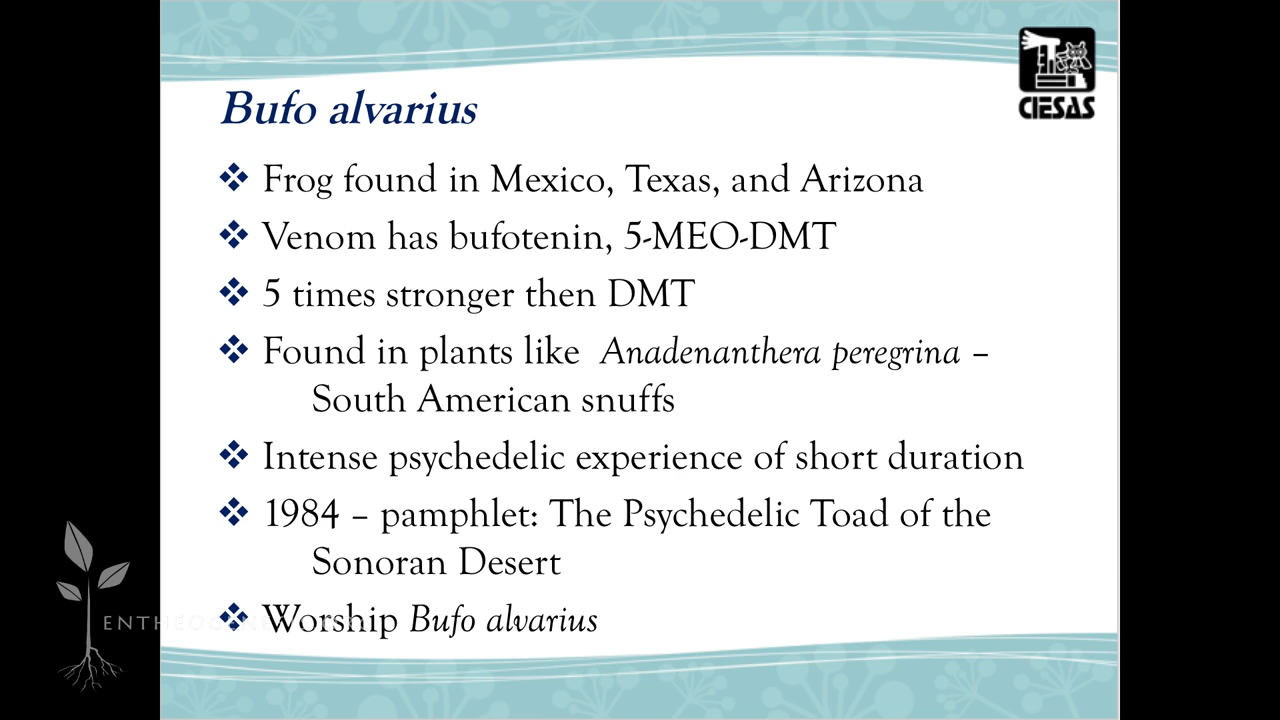 CIESAS
Bufo alvarius
❖ Frog found in Mexico, Texas, and Arizona
❖ Venom has bufotenin, 5-MEO-DMT
❖ 5 times stronger then DMT
❖ Found in plants like Anadenanthera peregrina –
South American snuffs
❖ Intense psychedelic experience of short duration
❖ 1984 – pamphlet: The Psychedelic Toad of the
Sonoran Desert
❖ Worship Bufo alvarius